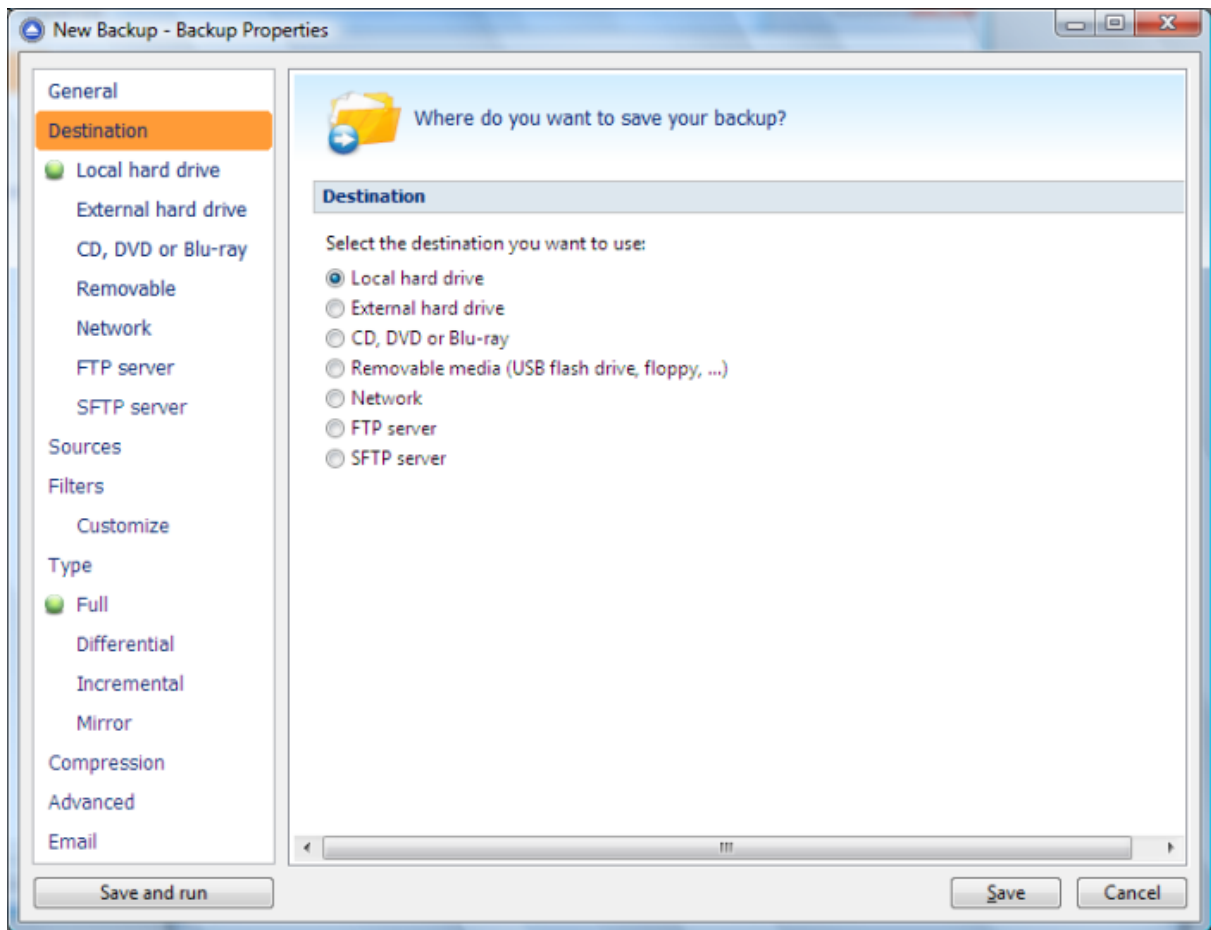 New Backup - Backup Properties
General
Destination
Local hard drive
External hard drive
CD, DVD or Blu-ray
Removable
Network
FTP server
SFTP server
Sources
Filters
Customize
Type
Full
Differential
Incremental
Mirror
Compression
Advanced
Email
Where do you want to save your backup?
Destination
Select the destination you want to use:
Local hard drive
External hard drive
CD, DVD or Blu-ray
Removable media (USB flash drive, floppy, ...)
Network
FTP server
SFTP server
Save and run
Save
Cancel